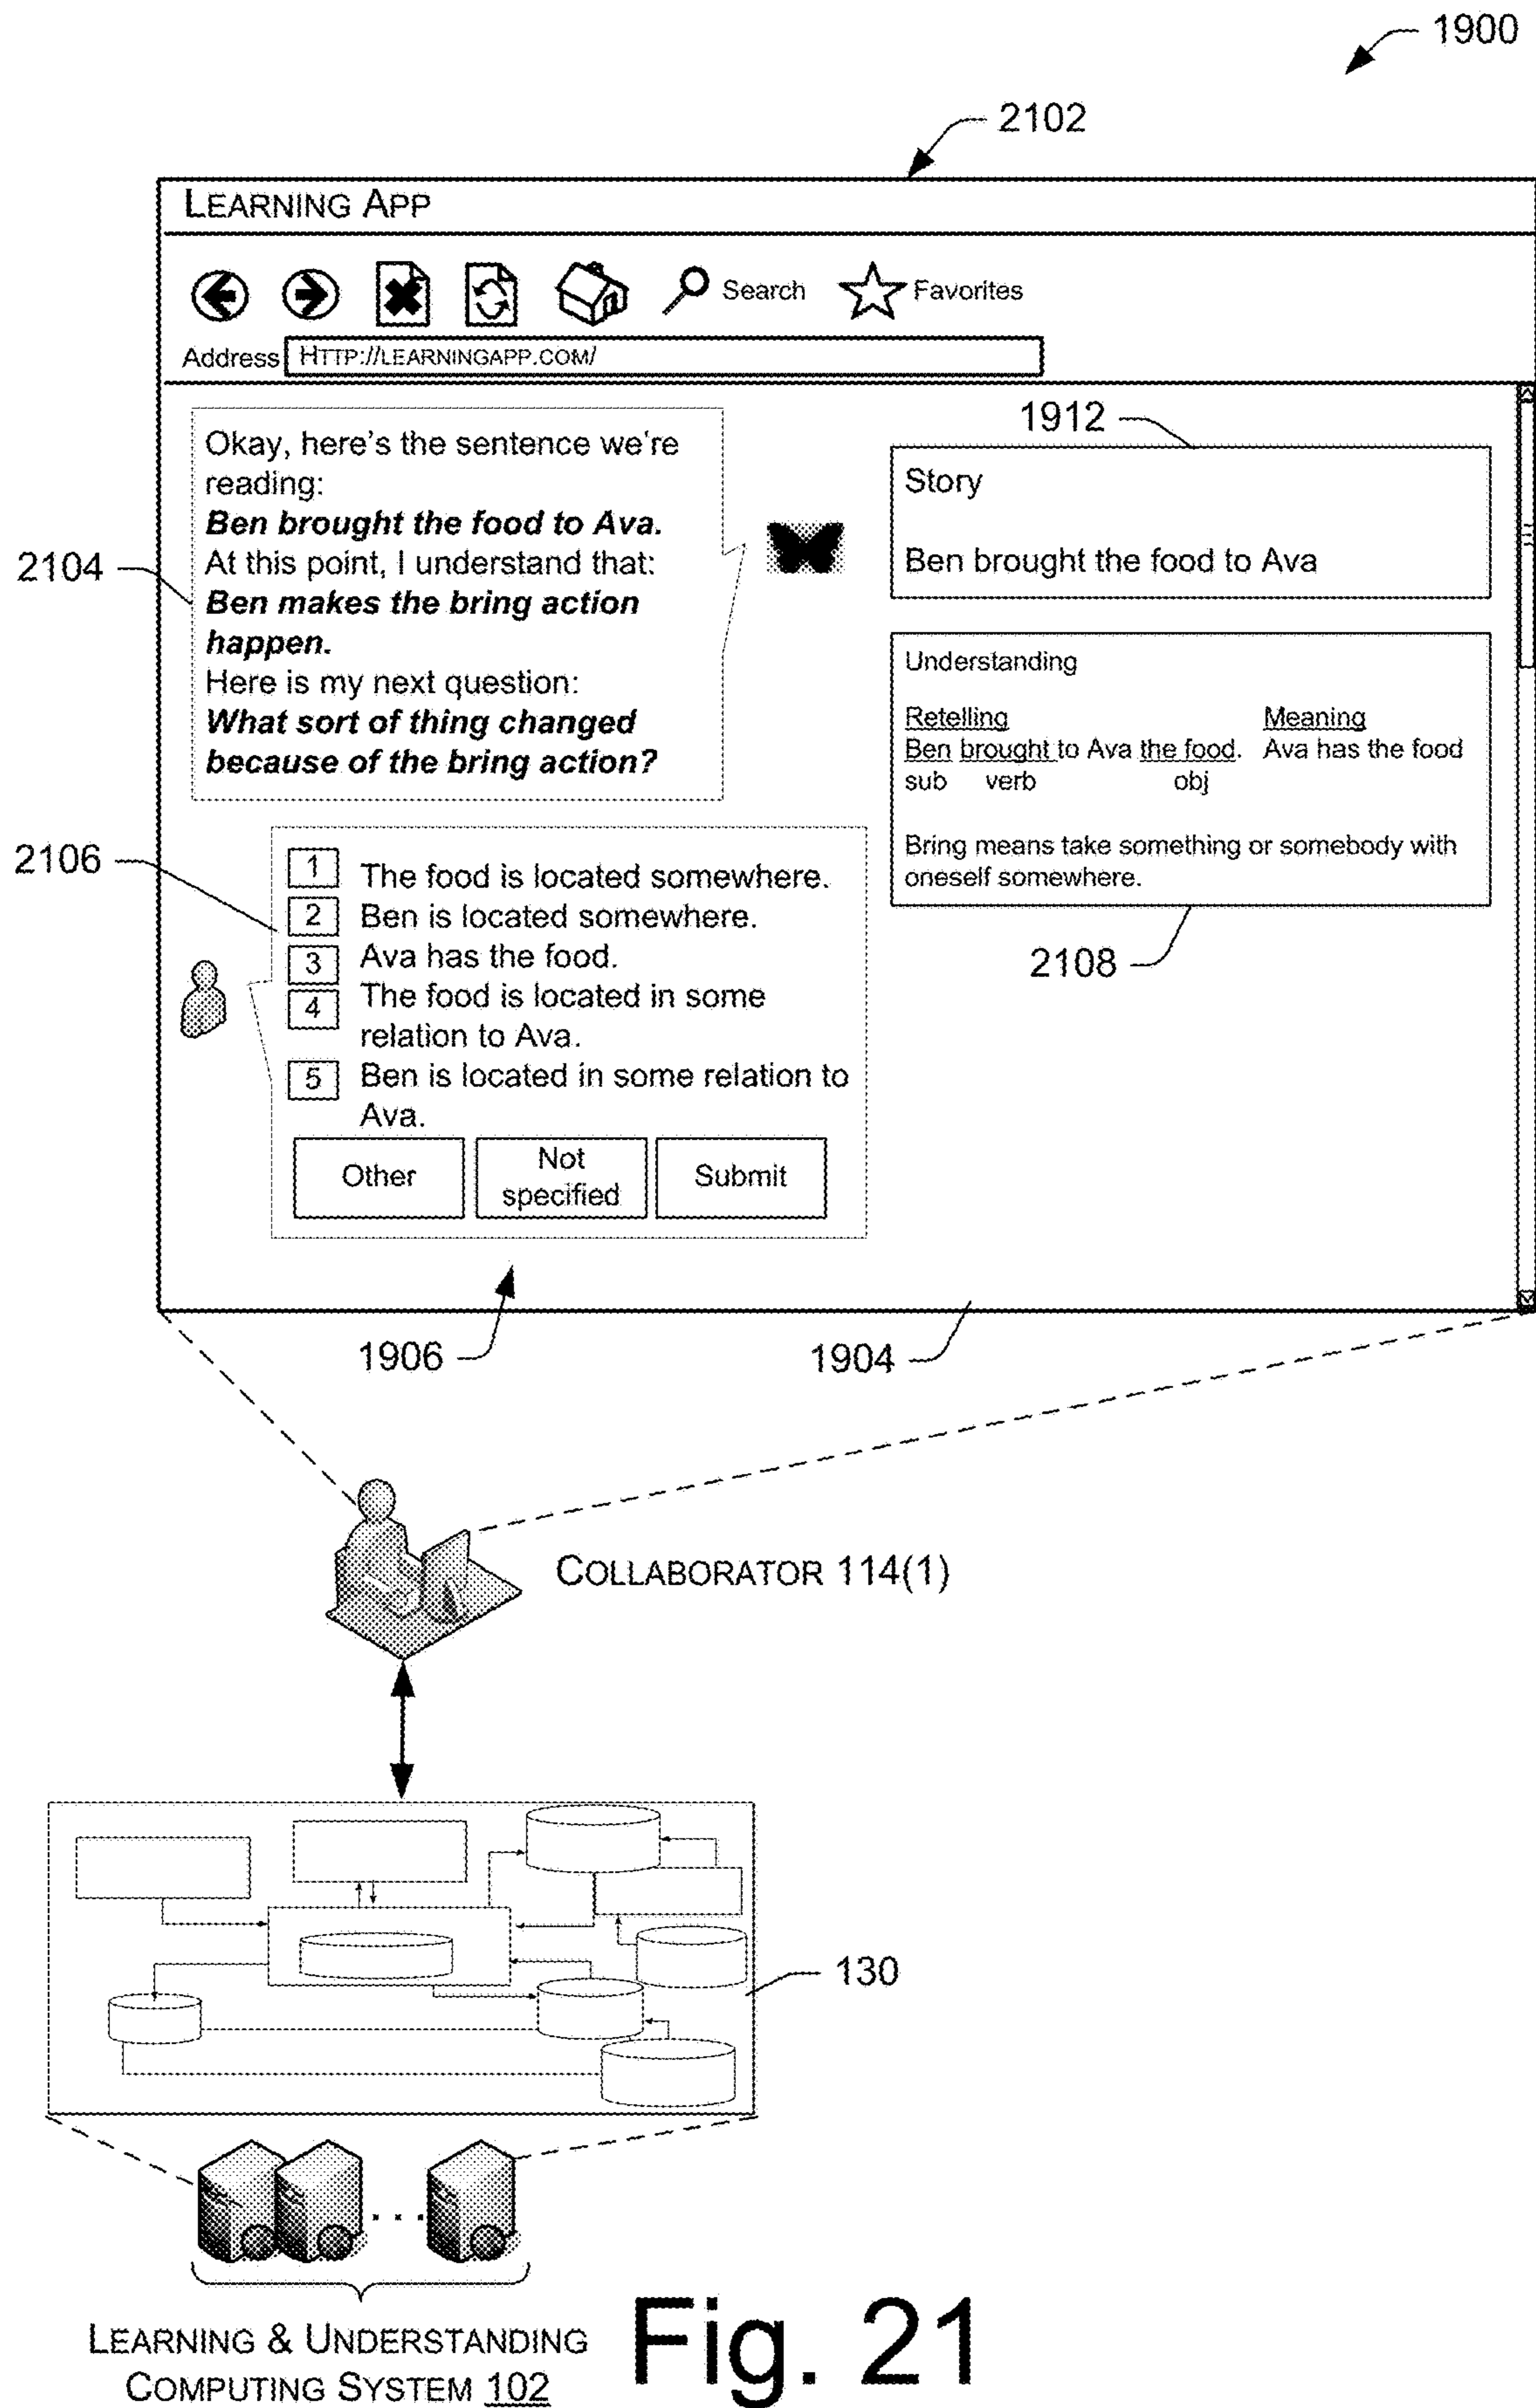 1900
2102
LEARNING APP
Search
Favorites
Address
HTTP://LEARNINGAPP.COM/
Okay, here's the sentence we're
reading:
Ben brought the food to Ava.
At this point, I understand that:
Ben makes the bring action
happen.
Here is my next question:
What sort of thing changed
because of the bring action?
2104
1912
Story
Ben brought the food to Ava
Understanding
Retelling
Meaning
Ben brought to Ava the food.
Ava has the food
sub
verb
obj
Bring means take something or somebody with
oneself somewhere.
2108
2106
1 The food is located somewhere.
2 Ben is located somewhere.
3 Ava has the food.
4 The food is located in some
relation to Ava.
5 Ben is located in some relation to
Ava.
Other
Not
specified
Submit
1906
1904
COLLABORATOR 114(1)
130
LEARNING & UNDERSTANDING
COMPUTING SYSTEM 102
Fig. 21